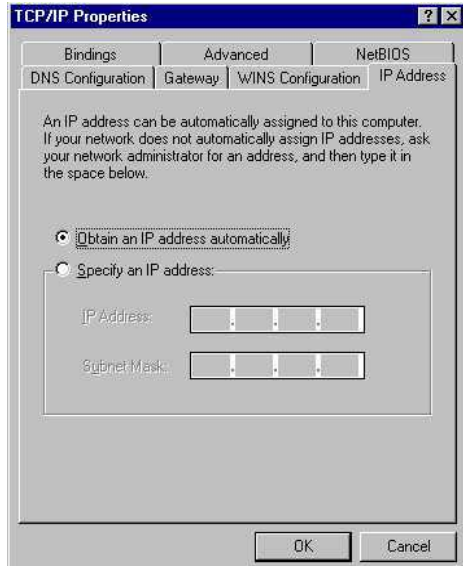 TCP/IP Properties
Bindings
Advanced
NetBIOS
DNS Configuration
Gateway
WINS Configuration
IP Address
An IP address can be automatically assigned to this computer.
If your network does not automatically assign IP addresses, ask
your network administrator for an address, and then type it in
the space below.
Obtain an IP address automatically
Specify an IP address:
IP Address:
Subnet Mask:
OK
Cancel